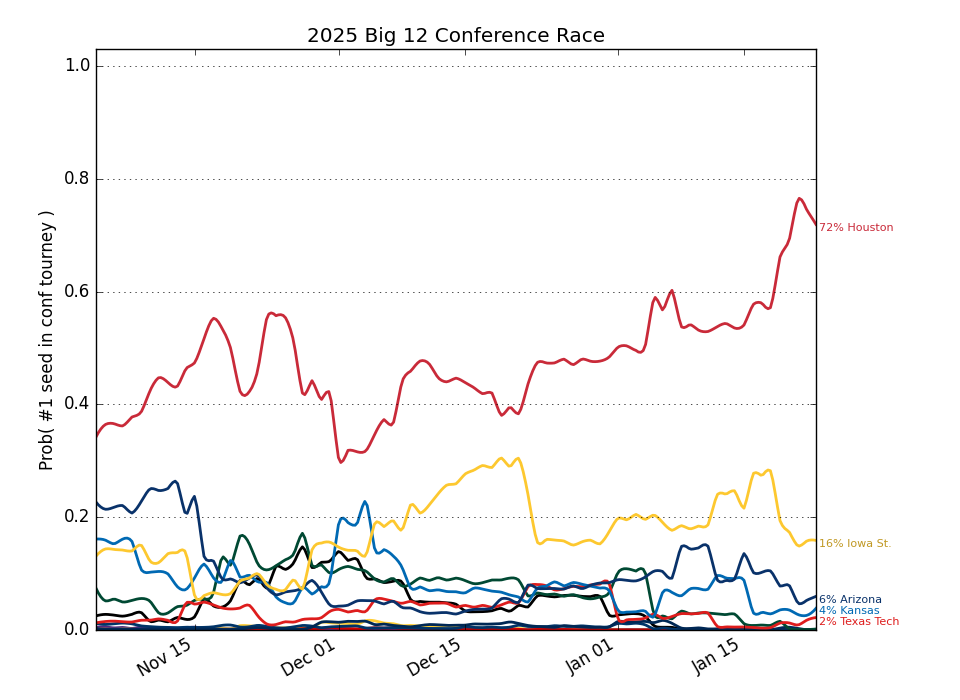 2025 Big 12 Conference Race
Prob( #1 seed in conf tourney )
1.0
0.8
0.6
0.4
0.2
0.0
72% Houston
16% Iowa St.
6% Arizona
4% Kansas
2% Texas Tech
Nov 15
Dec 01
Dec 15
Jan 01
Jan 15